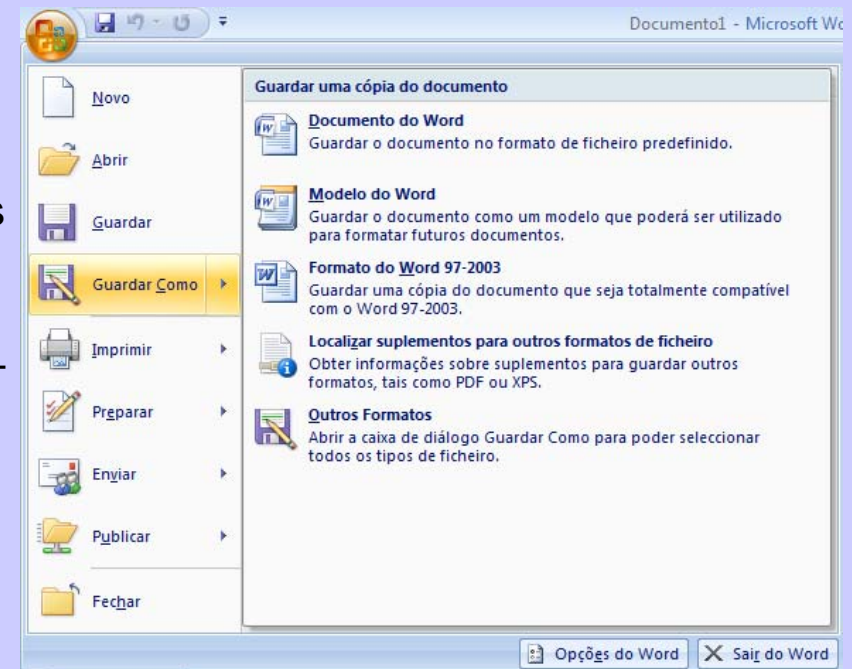 Documento1 - Microsoft Wo
Novo
Abrir
s
Guardar
Guardar Como
-
Imprimir
Preparar
Enviar
Publicar
Fechar
Guardar uma cópia do documento
Documento do Word
Guardar o documento no formato de ficheiro predefinido.
Modelo do Word
Guardar o documento como um modelo que poderá ser utilizado
para formatar futuros documentos.
Formato do Word 97-2003
Guardar uma cópia do documento que seja totalmente compatível
com o Word 97-2003.
Localizar suplementos para outros formatos de ficheiro
Obter informações sobre suplementos para guardar outros
formatos, tais como PDF ou XPS.
Outros Formatos
Abrir a caixa de diálogo Guardar Como para poder seleccionar
todos os tipos de ficheiro.
Opções do Word
Sair do Word